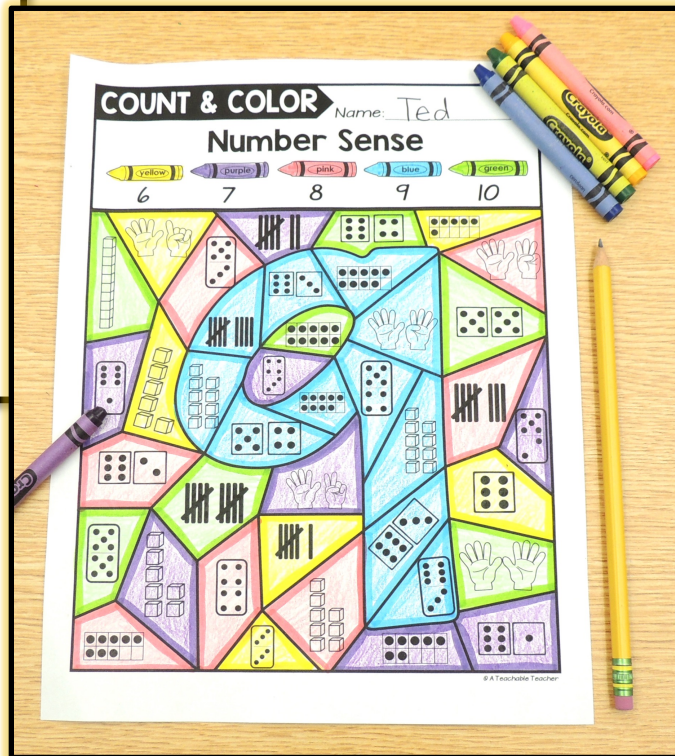 COUNT & COLOR
Name: Ted
Number Sense
yellow purple pink blue green
6 7 8 9 10
© A Teachable Teacher
Crayola
Crayola